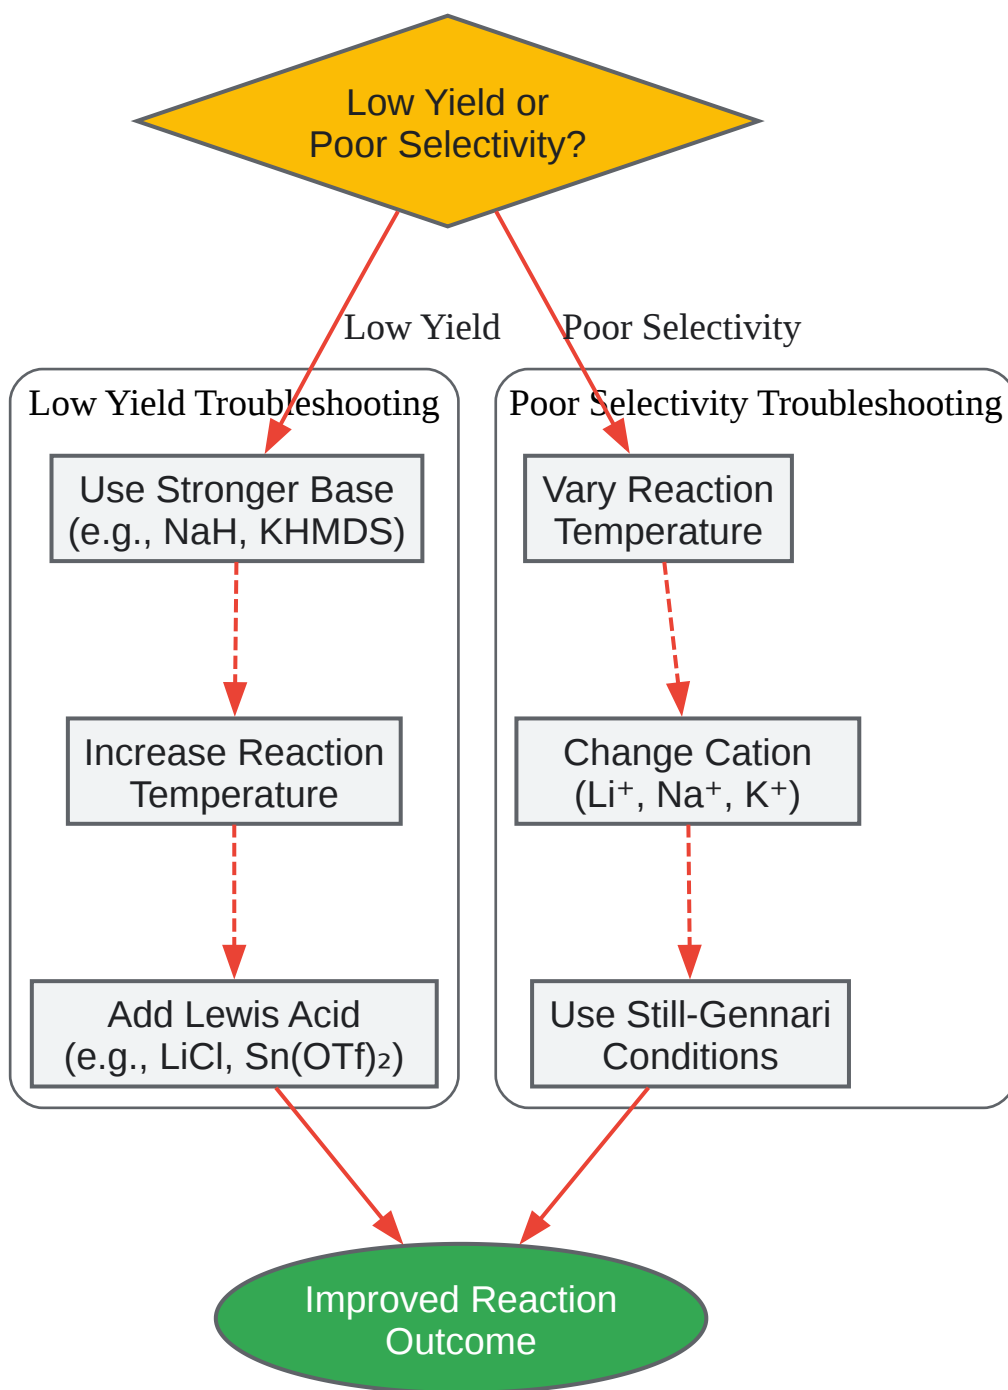 Low Yield or
Poor Selectivity?
Low Yield
Poor Selectivity
Low Yield Troubleshooting
Use Stronger Base
(e.g., NaH, KHMDS)
Increase Reaction
Temperature
Add Lewis Acid
(e.g., LiCl, Sn(OTf)₂)
Poor Selectivity Troubleshooting
Vary Reaction
Temperature
Change Cation
(Li⁺, Na⁺, K⁺)
Use Still-Gennari
Conditions
Improved Reaction
Outcome